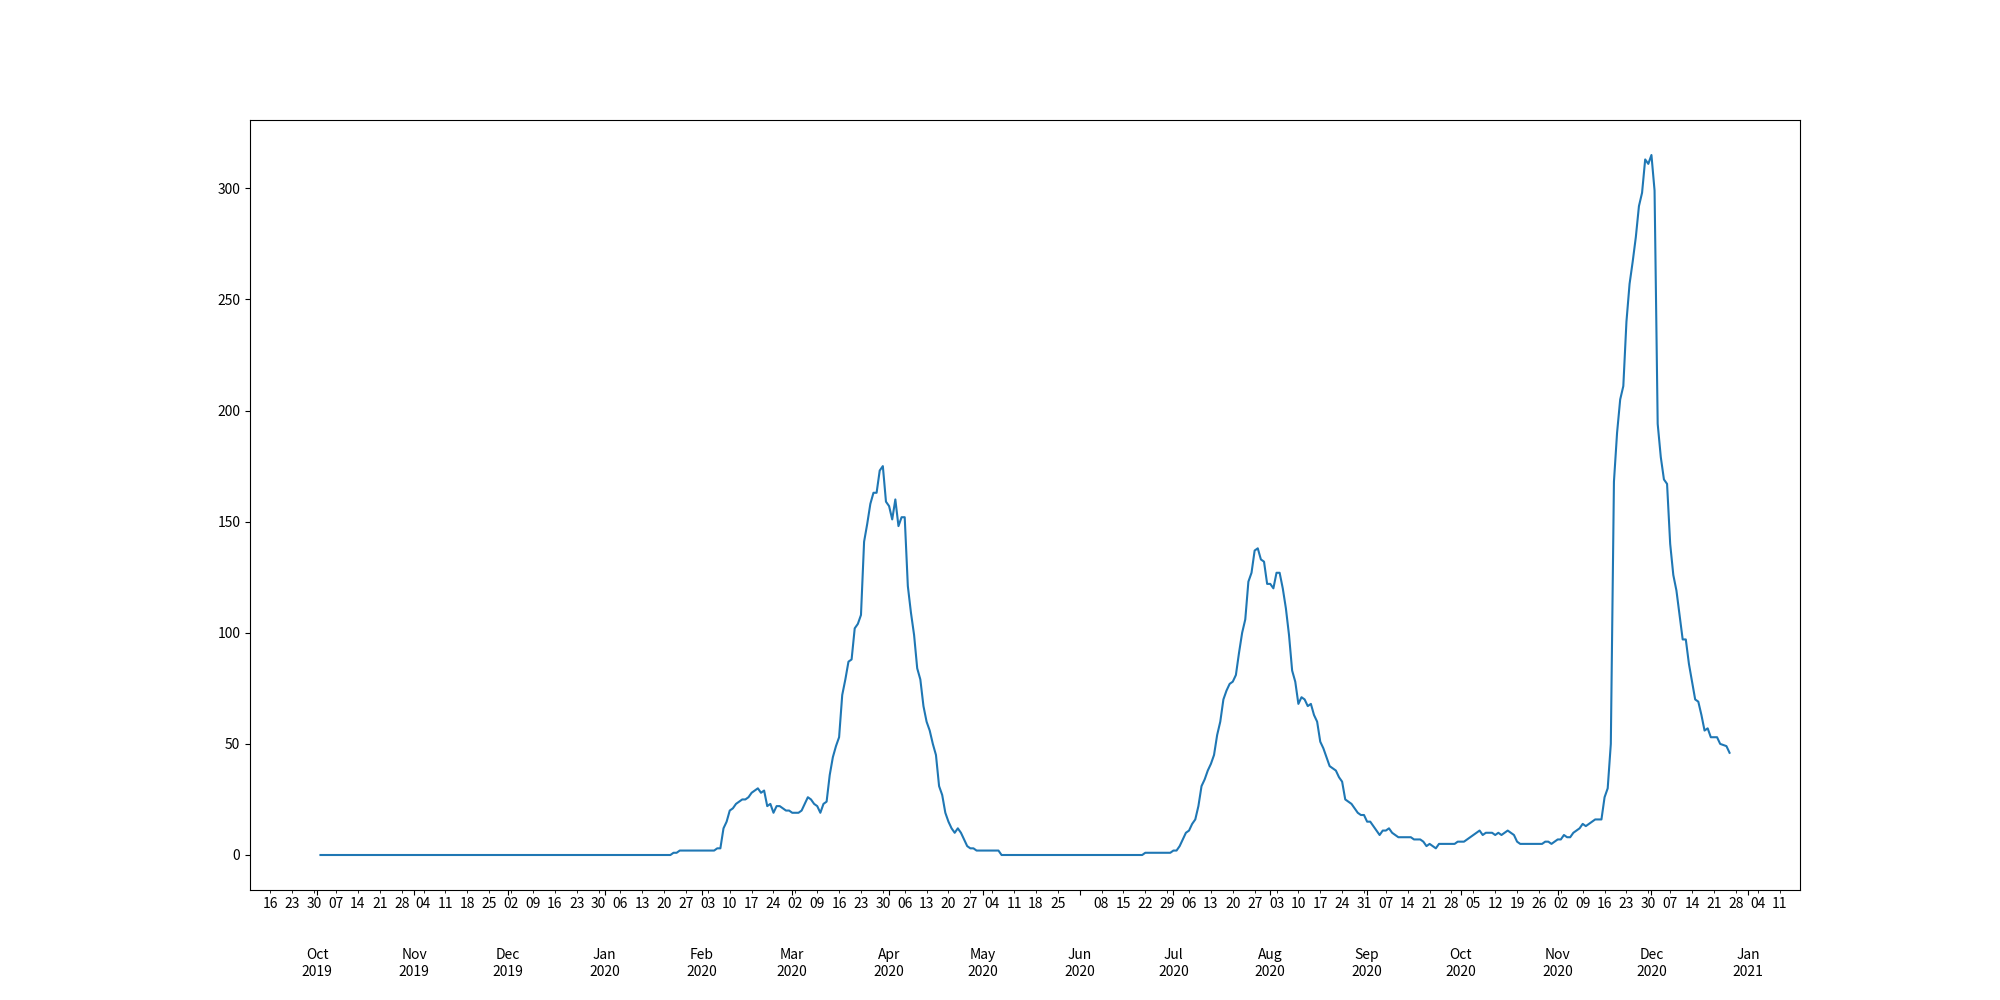 300
250
200
150
100
50
0
16 23 30 07 14 21 28 04 11 18 25 02 09 16 23 30 06 13 20 27 03 10 17 24 02 09 16 23 30 06 13 20 27 04 11 18 25 08 15 22 29 06 13 20 27 03 10 17 24 31 07 14 21 28 05 12 19 26 02 09 16 23 30 07 14 21 28 04 11
Oct Nov Dec Jan Feb Mar Apr May Jun Jul Aug Sep Oct Nov Dec Jan
2019 2019 2019 2020 2020 2020 2020 2020 2020 2020 2020 2020 2020 2020 2020 2021